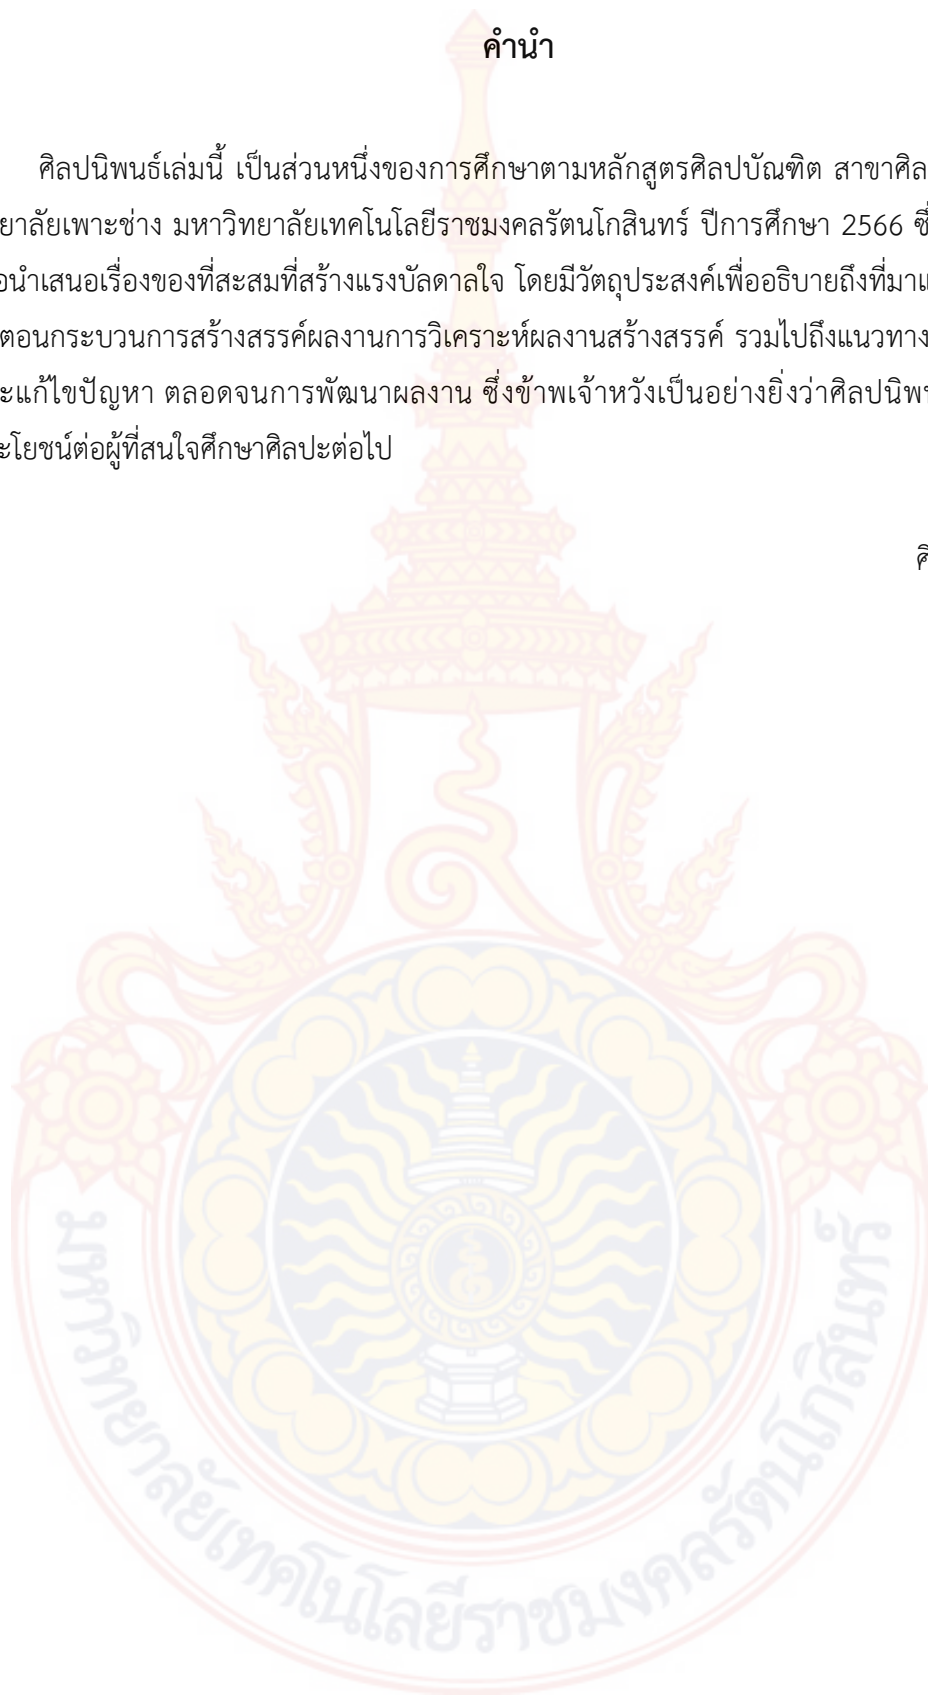 คำนำ
ศิลปนิพนธ์เล่มนี้ เป็นส่วนหนึ่งของการศึกษาตามหลักสูตรศิลปบัณฑิต สาขาศิล
ยาลัยเพาะช่าง มหาวิทยาลัยเทคโนโลยีราชมงคลรัตนโกสินทร์ ปีการศึกษา 2566 ซึ่
อนำเสนอเรื่องของที่สะสมที่สร้างแรงบัลดาลใจ โดยมีวัตถุประสงค์เพื่ออธิบายถึงที่มาแ
ตอนกระบวนการสร้างสรรค์ผลงานการวิเคราะห์ผลงานสร้างสรรค์ รวมไปถึงแนวทาง
ะแก้ไขปัญหา ตลอดจนการพัฒนาผลงาน ซึ่งข้าพเจ้าหวังเป็นอย่างยิ่งว่าศิลปนิพ
ะโยชน์ต่อผู้ที่สนใจศึกษาศิลปะต่อไป
ศิ
มหาวิทยาลัยเทคโนโลยีราชมงคลรัตนโกสินทร์